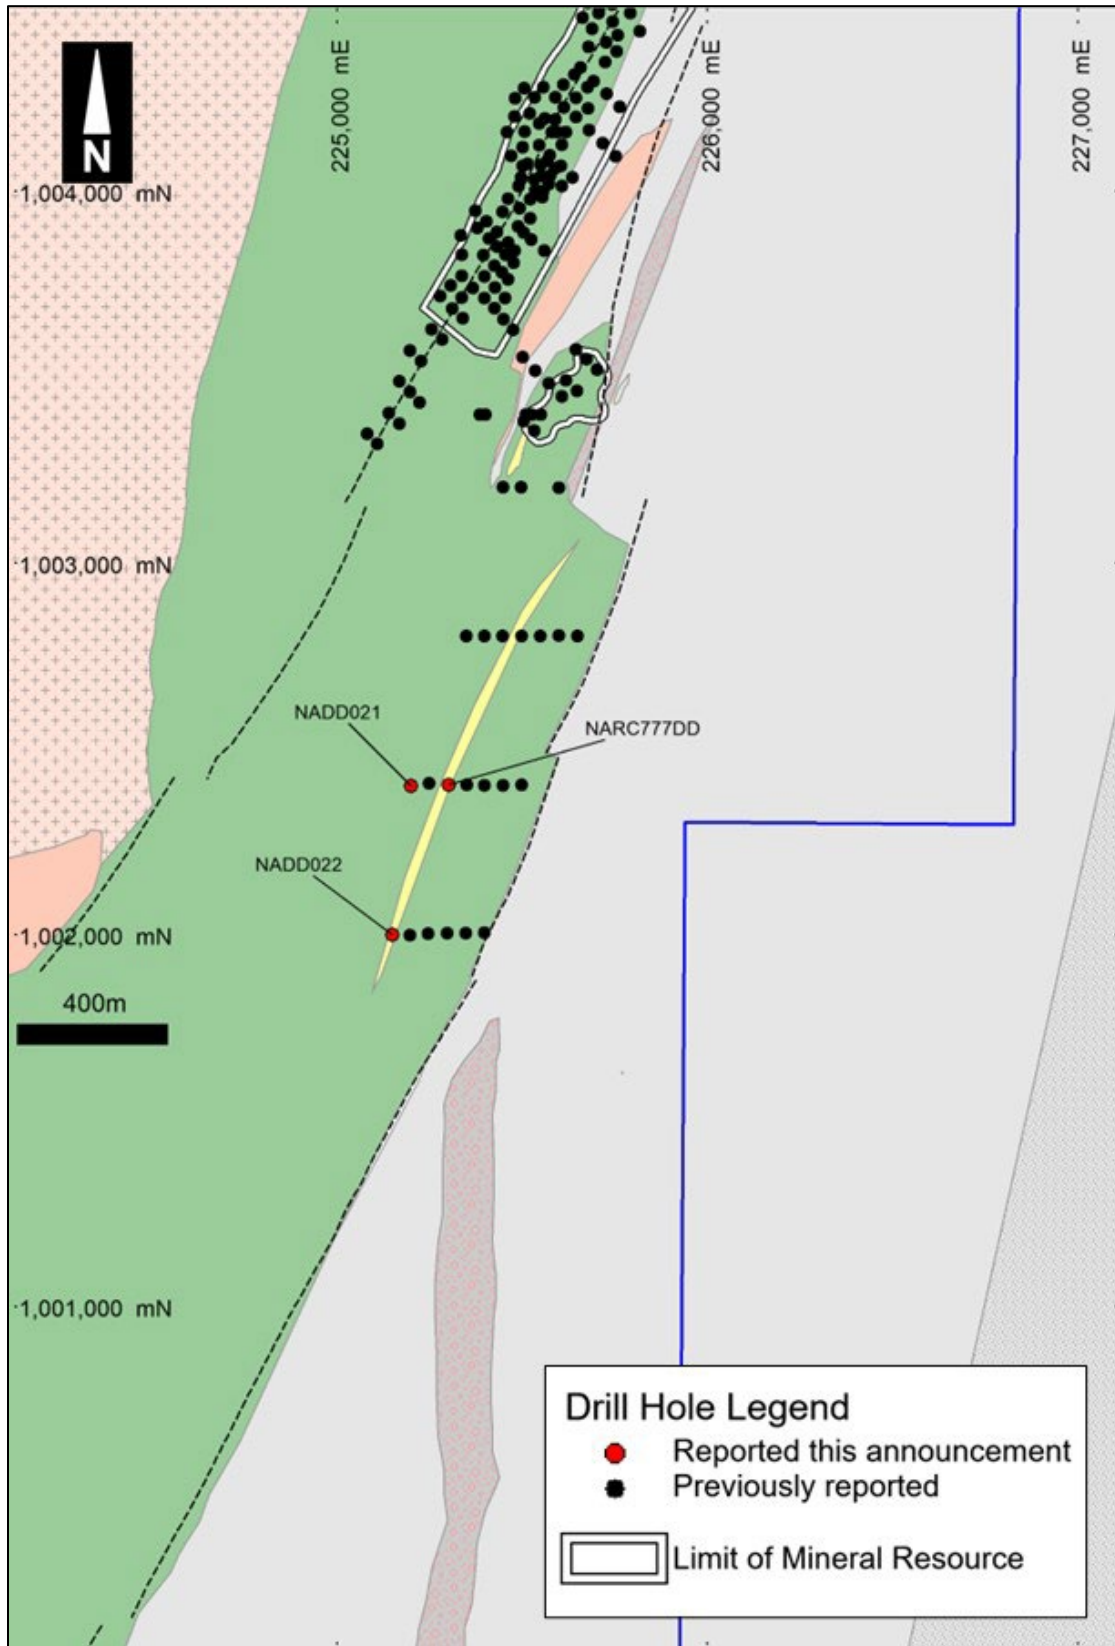 225,000 mE
226,000 mE
227,000 mE
N
1,004,000 mN
1,003,000 mN
NADD021
NARC777DD
NADD022
1,002,000 mN
400m
1,001,000 mN
Drill Hole Legend
Reported this announcement
Previously reported
Limit of Mineral Resource